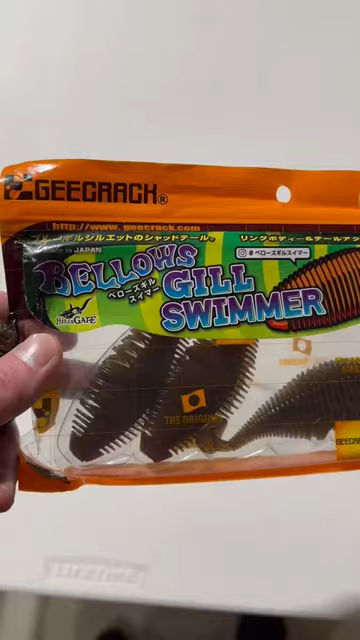 GEECRACK®
http://www.geecrack.com
ルシルエットのシャッドテール。
リングボディー&テールアク
in JAPAN
# ベローズギルスイマー
BELLOWS
GILL
ベローズギル
スイマー
SWIMMER
HELL'S GATE
THE ORIGINAL
GEECRA